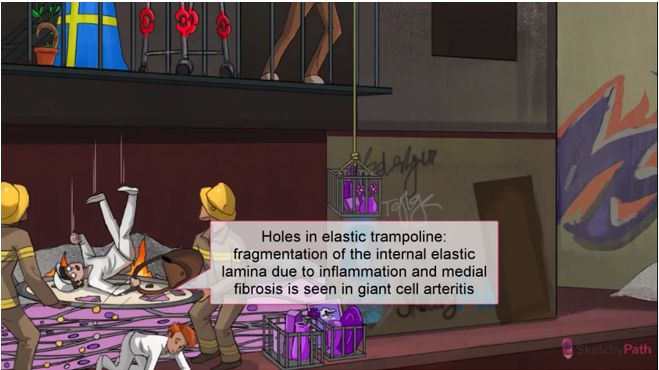 Holes in elastic trampoline:
fragmentation of the internal elastic
lamina due to inflammation and medial
fibrosis is seen in giant cell arteritis
SketchyPath